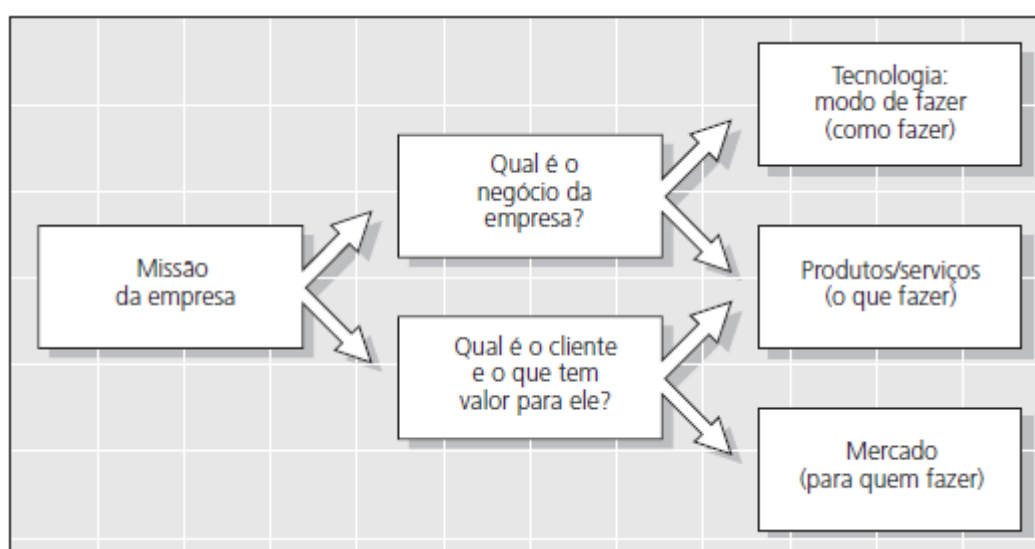 Missão
da empresa
Qual é o
negócio da
empresa?
Qual é o cliente
e o que tem
valor para ele?
Tecnologia:
modo de fazer
(como fazer)
Produtos/serviços
(o que fazer)
Mercado
(para quem fazer)